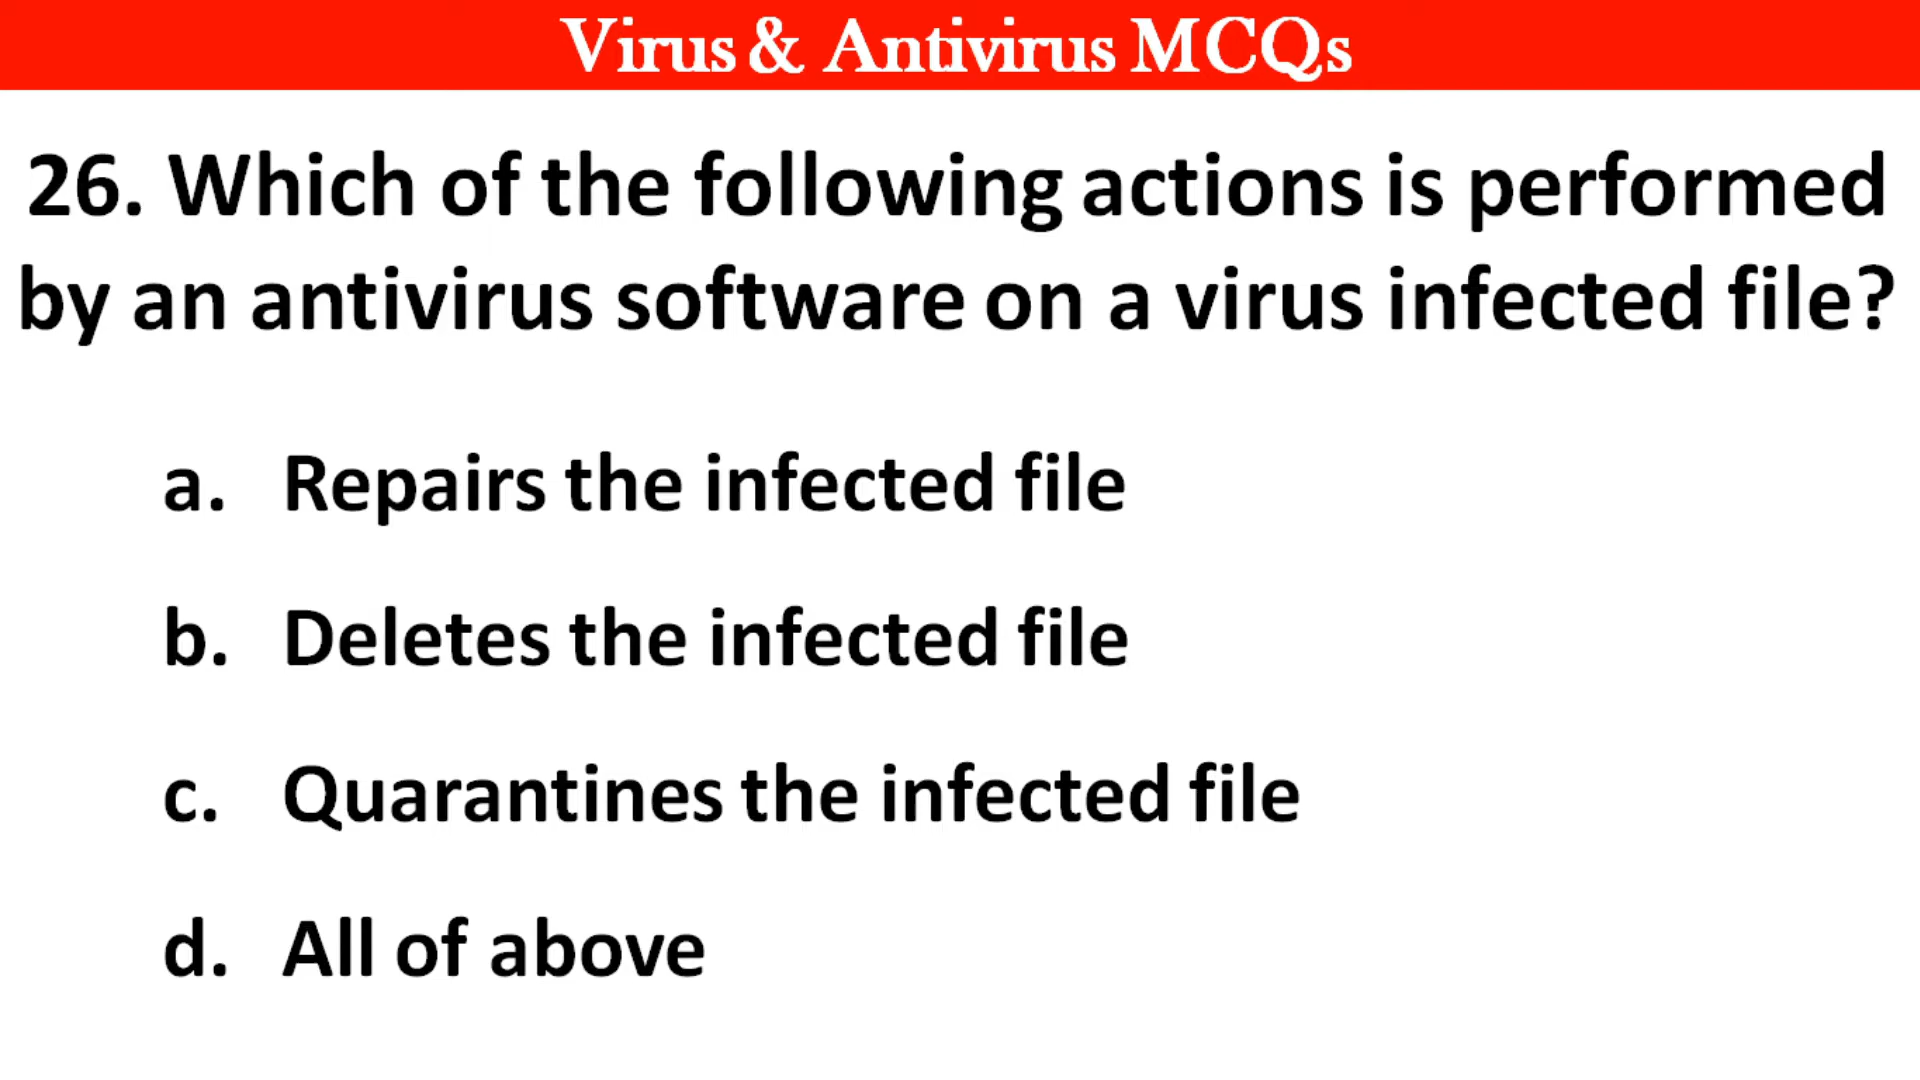 Virus & Antivirus MCQs
26. Which of the following actions is performed
by an antivirus software on a virus infected file?
a. Repairs the infected file
b. Deletes the infected file
c. Quarantines the infected file
d. All of above